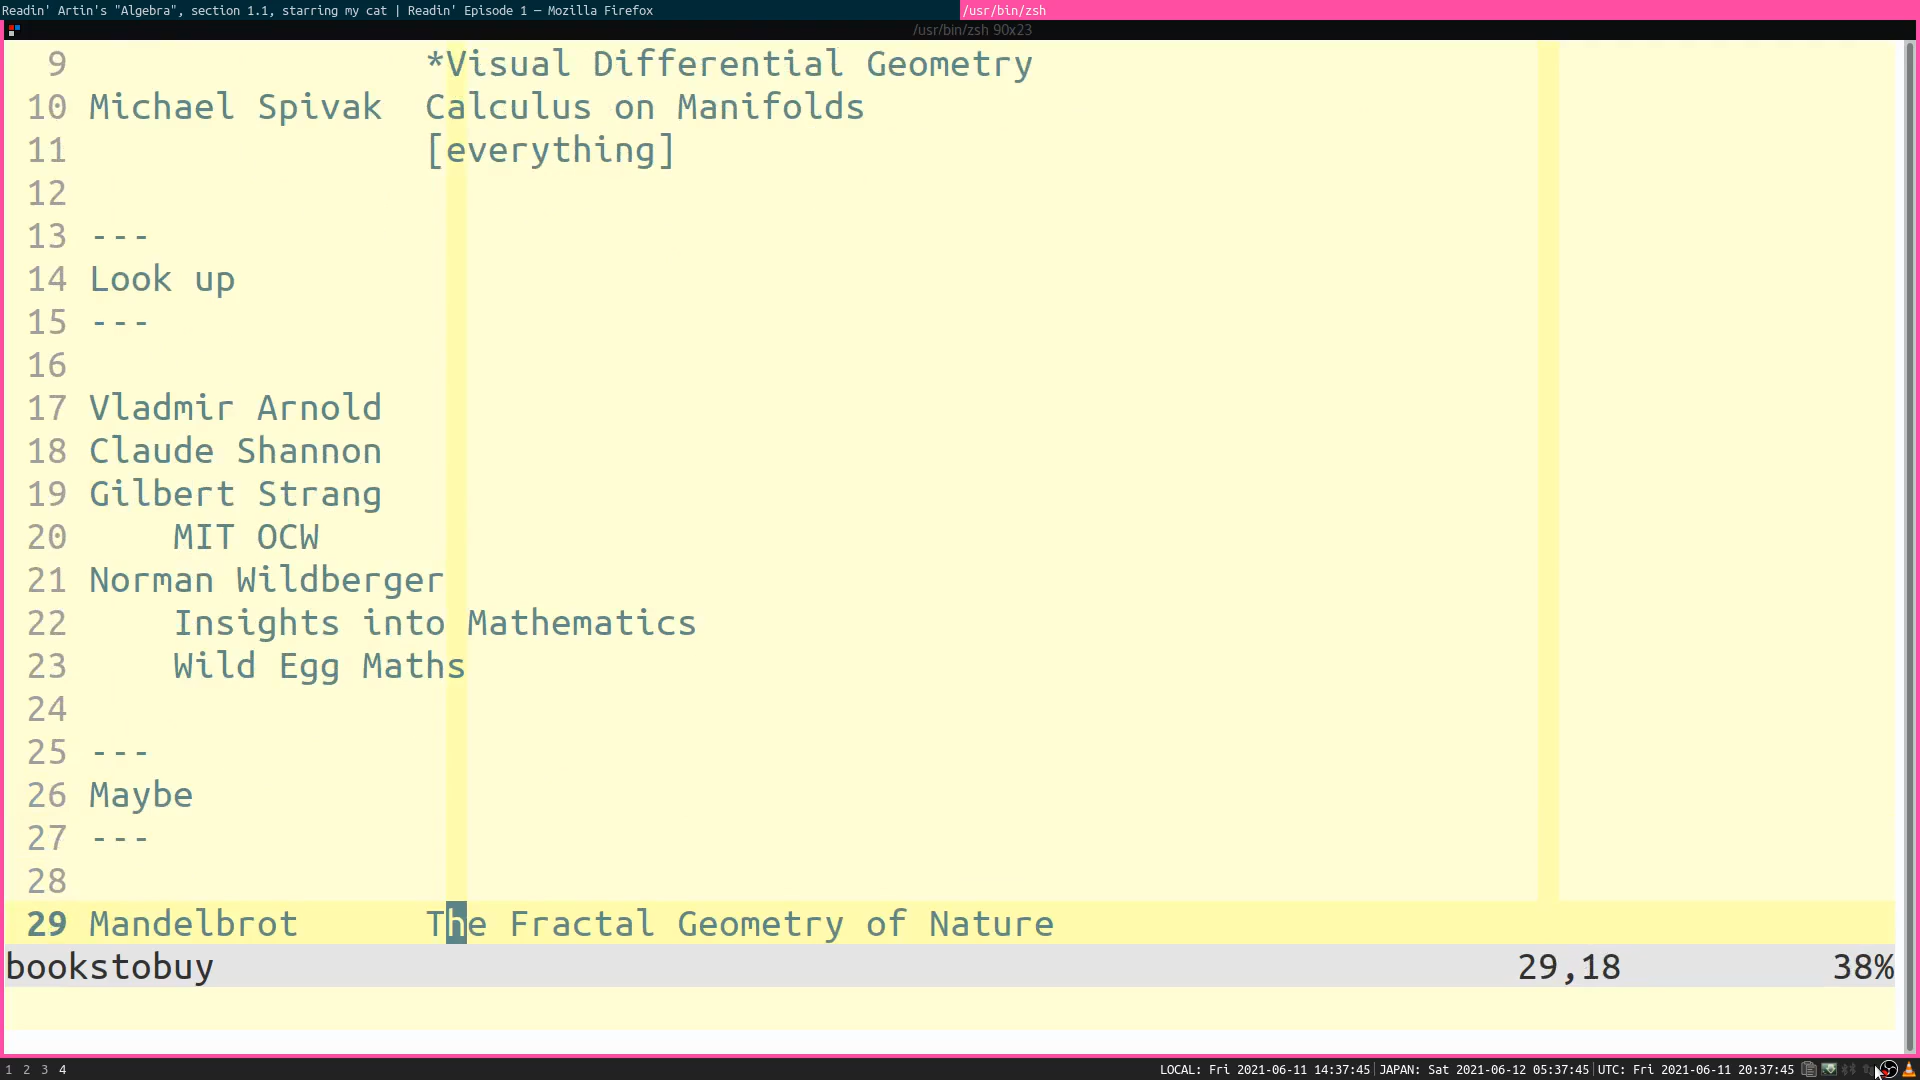 Readin' Artin's "Algebra", section 1.1, starring my cat | Readin' Episode 1 — Mozilla Firefox /usr/bin/zsh
/usr/bin/zsh 90x23
9 *Visual Differential Geometry
10 Michael Spivak Calculus on Manifolds
11 [everything]
12
13 ---
14 Look up
15 ---
16
17 Vladmir Arnold
18 Claude Shannon
19 Gilbert Strang
20 MIT OCW
21 Norman Wildberger
22 Insights into Mathematics
23 Wild Egg Maths
24
25 ---
26 Maybe
27 ---
28
29 Mandelbrot The Fractal Geometry of Nature
bookstobuy 29,18 38%
1 2 3 4 LOCAL: Fri 2021-06-11 14:37:45 | JAPAN: Sat 2021-06-12 05:37:45 | UTC: Fri 2021-06-11 20:37:45